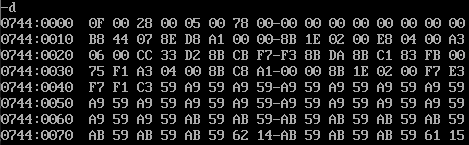 -d
0744:0000 0F 00 28 00 05 00 78 00-00 00 00 00 00 00 00 00
0744:0010 B8 44 07 8E D8 A1 00 00-8B 1E 02 00 E8 04 00 A3
0744:0020 06 00 CC 33 D2 8B CB F7-F3 8B DA 8B C1 83 FB 00
0744:0030 75 F1 A3 04 00 8B C8 A1-00 00 8B 1E 02 00 F7 E3
0744:0040 F7 F1 C3 59 A9 59 A9 59-A9 59 A9 59 A9 59 A9 59
0744:0050 A9 59 A9 59 A9 59 A9 59-A9 59 A9 59 A9 59 A9 59
0744:0060 A9 59 AB 59 AB 59 AB 59-AB 59 AB 59 AB 59 AB 59
0744:0070 AB 59 AB 59 AB 59 62 14-AB 59 AB 59 AB 59 61 15